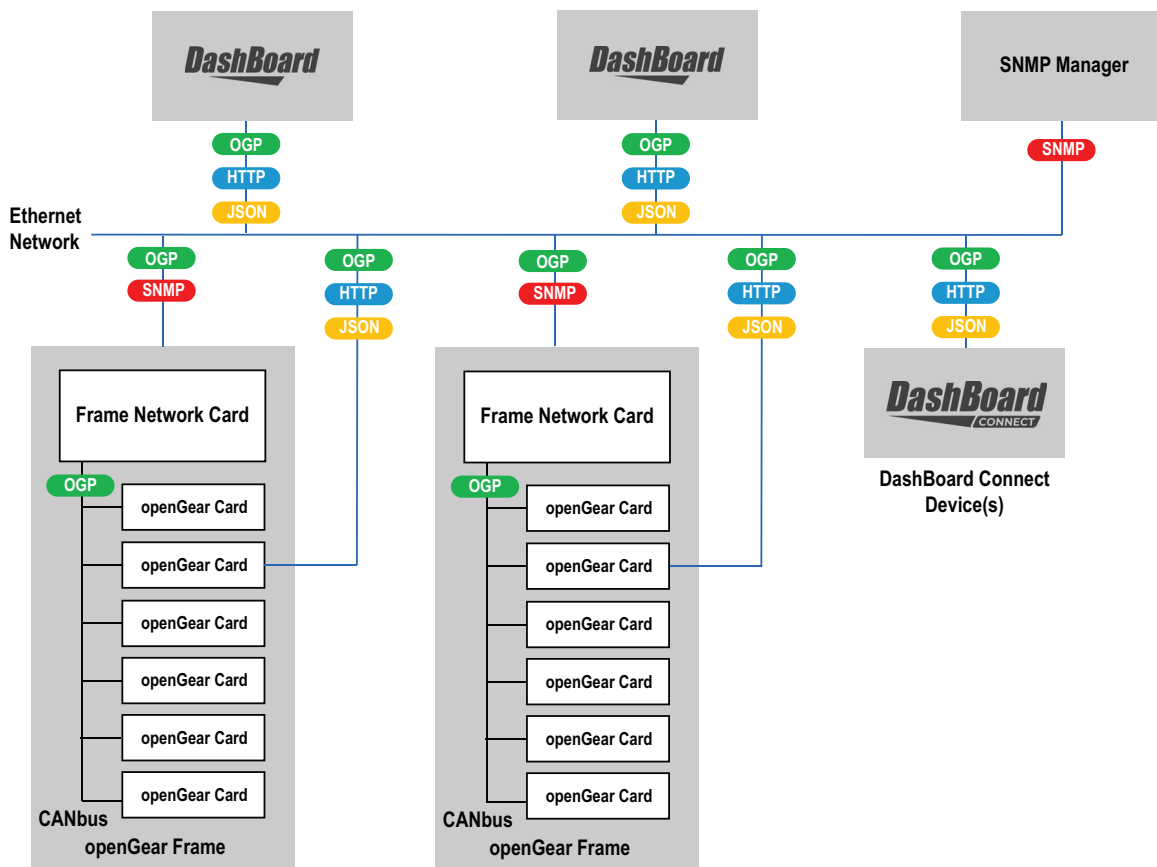 DashBoard
DashBoard
SNMP Manager
OGP
HTTP
JSON
OGP
HTTP
JSON
SNMP
Ethernet
Network
OGP
SNMP
OGP
HTTP
JSON
OGP
SNMP
OGP
HTTP
JSON
OGP
HTTP
JSON
Frame Network Card
OGP
openGear Card
openGear Card
openGear Card
openGear Card
openGear Card
openGear Card
CANbus
openGear Frame
Frame Network Card
OGP
openGear Card
openGear Card
openGear Card
openGear Card
openGear Card
openGear Card
CANbus
openGear Frame
DashBoard
CONNECT
DashBoard Connect
Device(s)